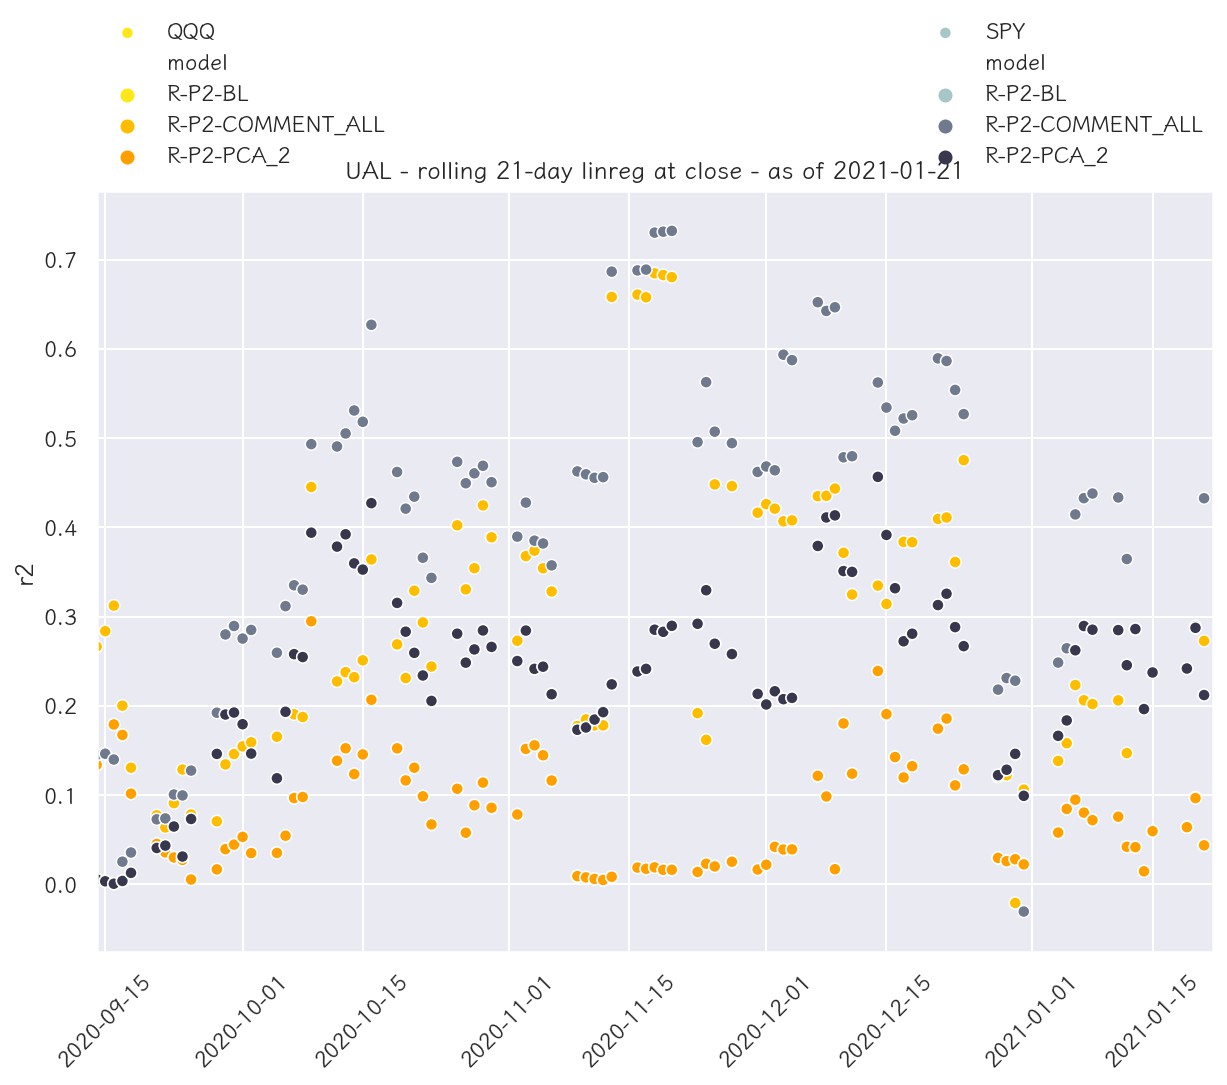 QQQ
model
R-P2-BL
R-P2-COMMENT_ALL
R-P2-PCA_2
SPY
model
R-P2-BL
R-P2-COMMENT_ALL
R-P2-PCA_2
UAL - rolling 21-day linreg at close - as of 2021-01-21
r2
0.7
0.6
0.5
0.4
0.3
0.2
0.1
0.0
2020-09-15
2020-10-01
2020-10-15
2020-11-01
2020-11-15
2020-12-01
2020-12-15
2021-01-01
2021-01-15